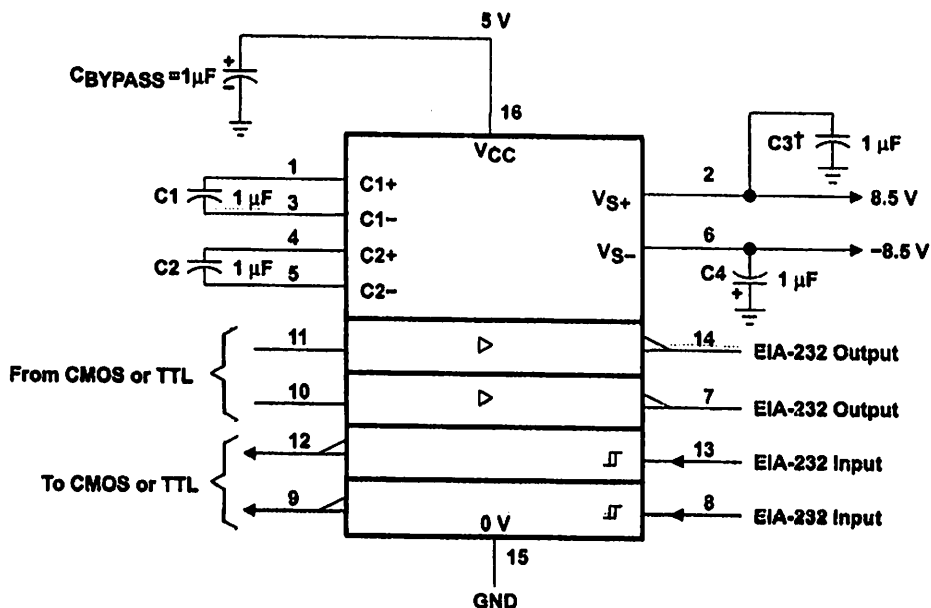 5 V
CBYPASS = 1μF
+
−
16
VCC
C3†
1 μF
1
C1+
C1
1 μF
3
C1−
2
VS+
8.5 V
4
C2+
C2
1 μF
5
C2−
6
VS−
−8.5 V
C4
1 μF
+
11
14
EIA-232 Output
From CMOS or TTL
10
7
EIA-232 Output
12
13
EIA-232 Input
To CMOS or TTL
9
8
EIA-232 Input
0 V
15
GND